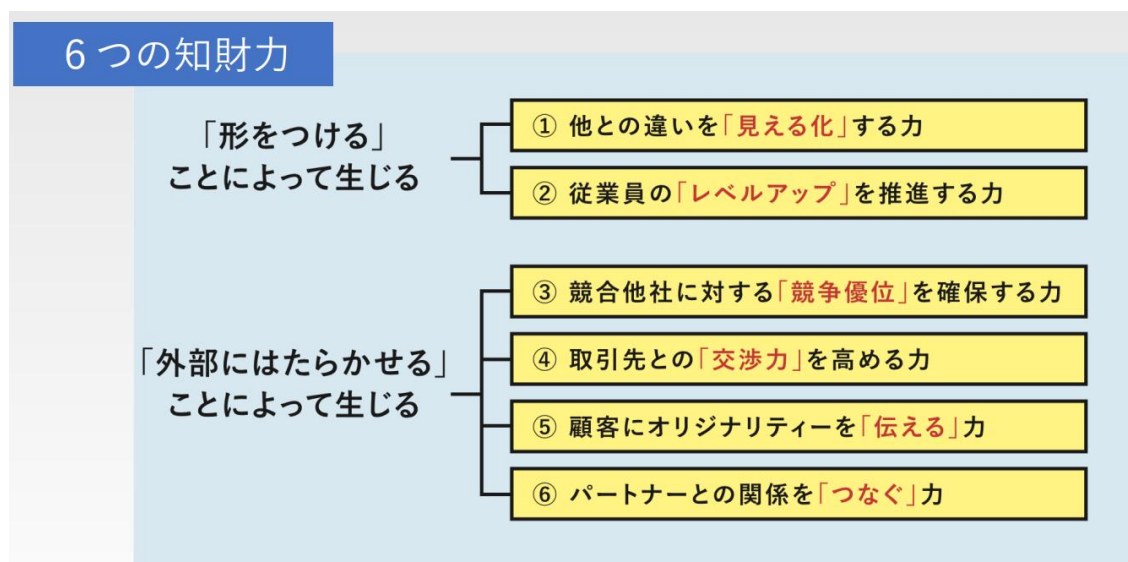 6つの知財力
「形をつける」
ことによって生じる
① 他との違いを「見える化」する力
② 従業員の「レベルアップ」を推進する力
「外部にはたらかせる」
ことによって生じる
③ 競合他社に対する「競争優位」を確保する力
④ 取引先との「交渉力」を高める力
⑤ 顧客にオリジナリティーを「伝える」力
⑥ パートナーとの関係を「つなぐ」力